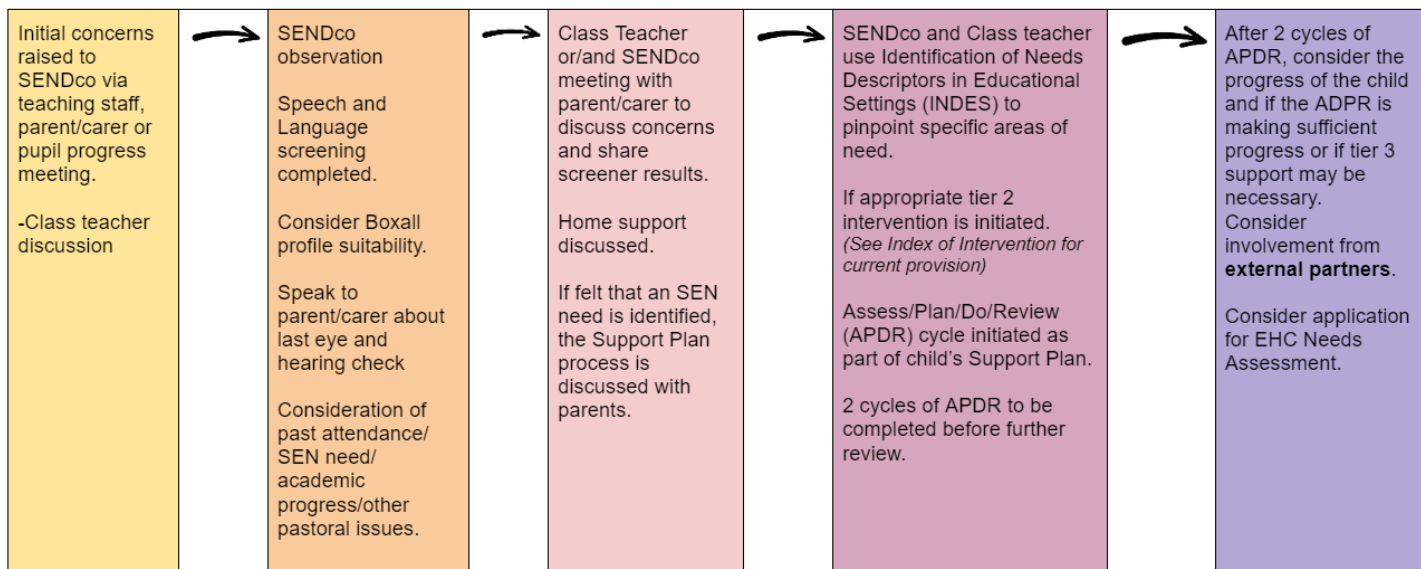 Initial concerns
raised to
SENDco via
teaching staff,
parent/carer or
pupil progress
meeting.
-Class teacher
discussion
SENDco
observation
Speech and
Language
screening
completed.
Consider Boxall
profile suitability.
Speak to
parent/carer about
last eye and
hearing check
Consideration of
past attendance/
SEN need/
academic
progress/other
pastoral issues.
Class Teacher
or/and SENDco
meeting with
parent/carer to
discuss concerns
and share
screener results.
Home support
discussed.
If felt that an SEN
need is identified,
the Support Plan
process is
discussed with
parents.
SENDco and Class teacher
use Identification of Needs
Descriptors in Educational
Settings (INDES) to
pinpoint specific areas of
need.
If appropriate tier 2
intervention is initiated.
(See Index of Intervention for
current provision)
Assess/Plan/Do/Review
(APDR) cycle initiated as
part of child's Support Plan.
2 cycles of APDR to be
completed before further
review.
After 2 cycles of
APDR, consider the
progress of the child
and if the ADPR is
making sufficient
progress or if tier 3
support may be
necessary.
Consider
involvement from
external partners.
Consider application
for EHC Needs
Assessment.